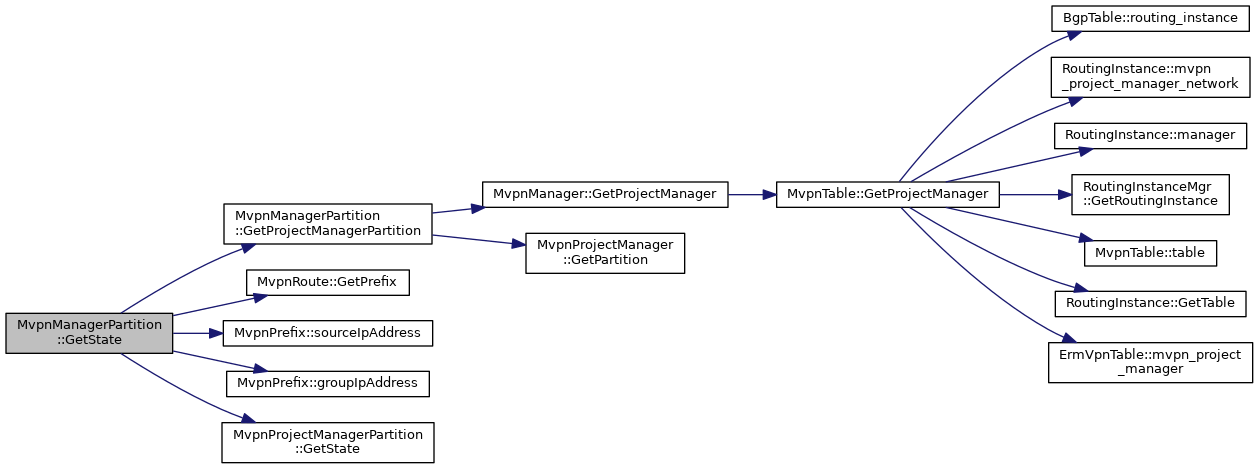 MvpnManagerPartition
::GetState
MvpnManagerPartition
::GetProjectManagerPartition
MvpnRoute::GetPrefix
MvpnPrefix::sourceIpAddress
MvpnPrefix::groupIpAddress
MvpnProjectManagerPartition
::GetState
MvpnManager::GetProjectManager
MvpnProjectManager
::GetPartition
MvpnTable::GetProjectManager
BgpTable::routing_instance
RoutingInstance::mvpn
_project_manager_network
RoutingInstance::manager
RoutingInstanceMgr
::GetRoutingInstance
MvpnTable::table
RoutingInstance::GetTable
ErmVpnTable::mvpn_project
_manager